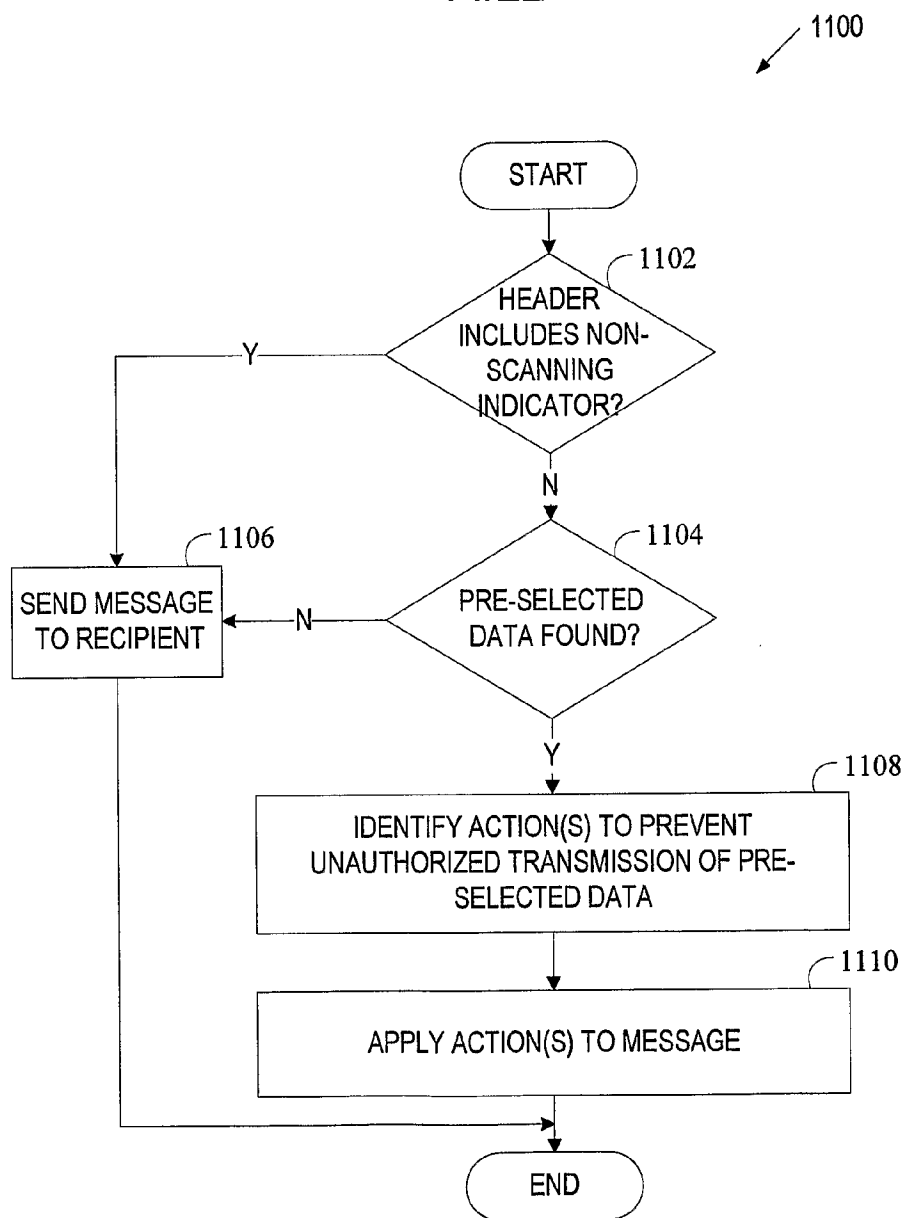 1100
START
1102
HEADER
INCLUDES NON-
SCANNING
INDICATOR?
Y
N
1106
1104
SEND MESSAGE
TO RECIPIENT
N
PRE-SELECTED
DATA FOUND?
Y
1108
IDENTIFY ACTION(S) TO PREVENT
UNAUTHORIZED TRANSMISSION OF PRE-
SELECTED DATA
1110
APPLY ACTION(S) TO MESSAGE
END